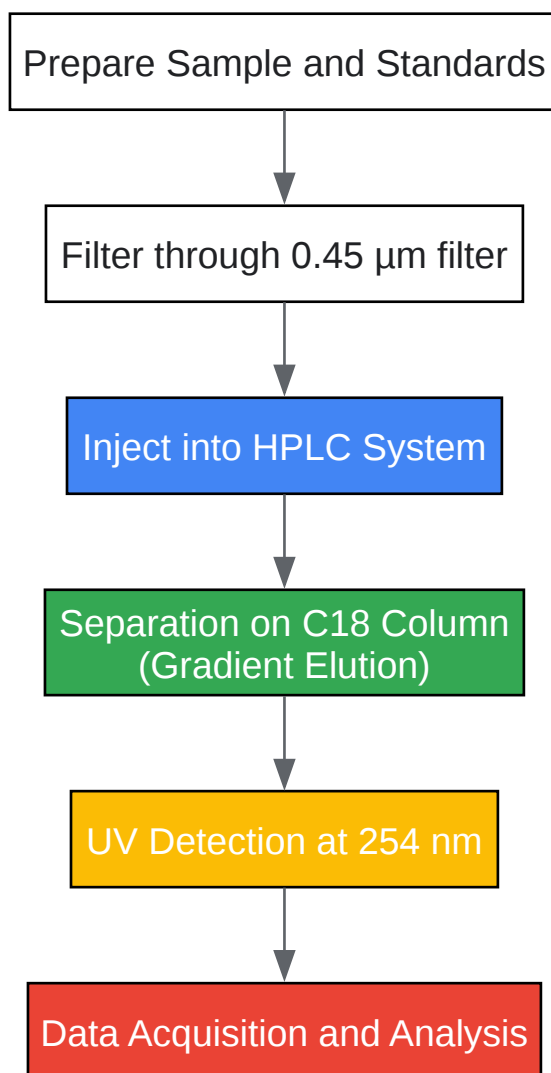 Prepare Sample and Standards
Filter through 0.45 µm filter
Inject into HPLC System
Separation on C18 Column
(Gradient Elution)
UV Detection at 254 nm
Data Acquisition and Analysis